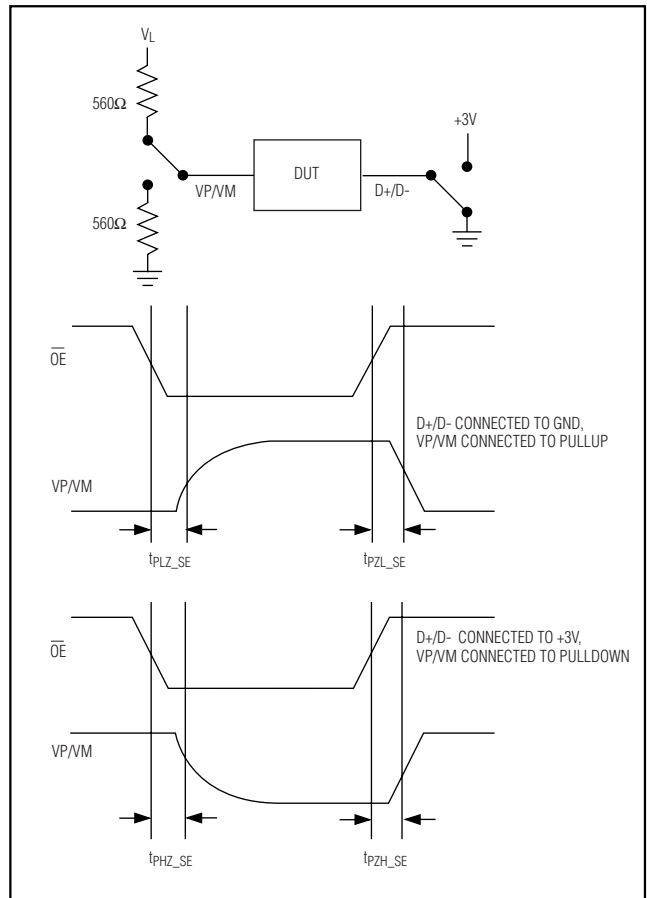 VL
560Ω
+3V
DUT
VP/VM
D+/D-
560Ω
OE
D+/D- CONNECTED TO GND,
VP/VM CONNECTED TO PULLUP
VP/VM
tPLZ_SE
tPZL_SE
OE
D+/D- CONNECTED TO +3V,
VP/VM CONNECTED TO PULLDOWN
VP/VM
tPHZ_SE
tPZH_SE